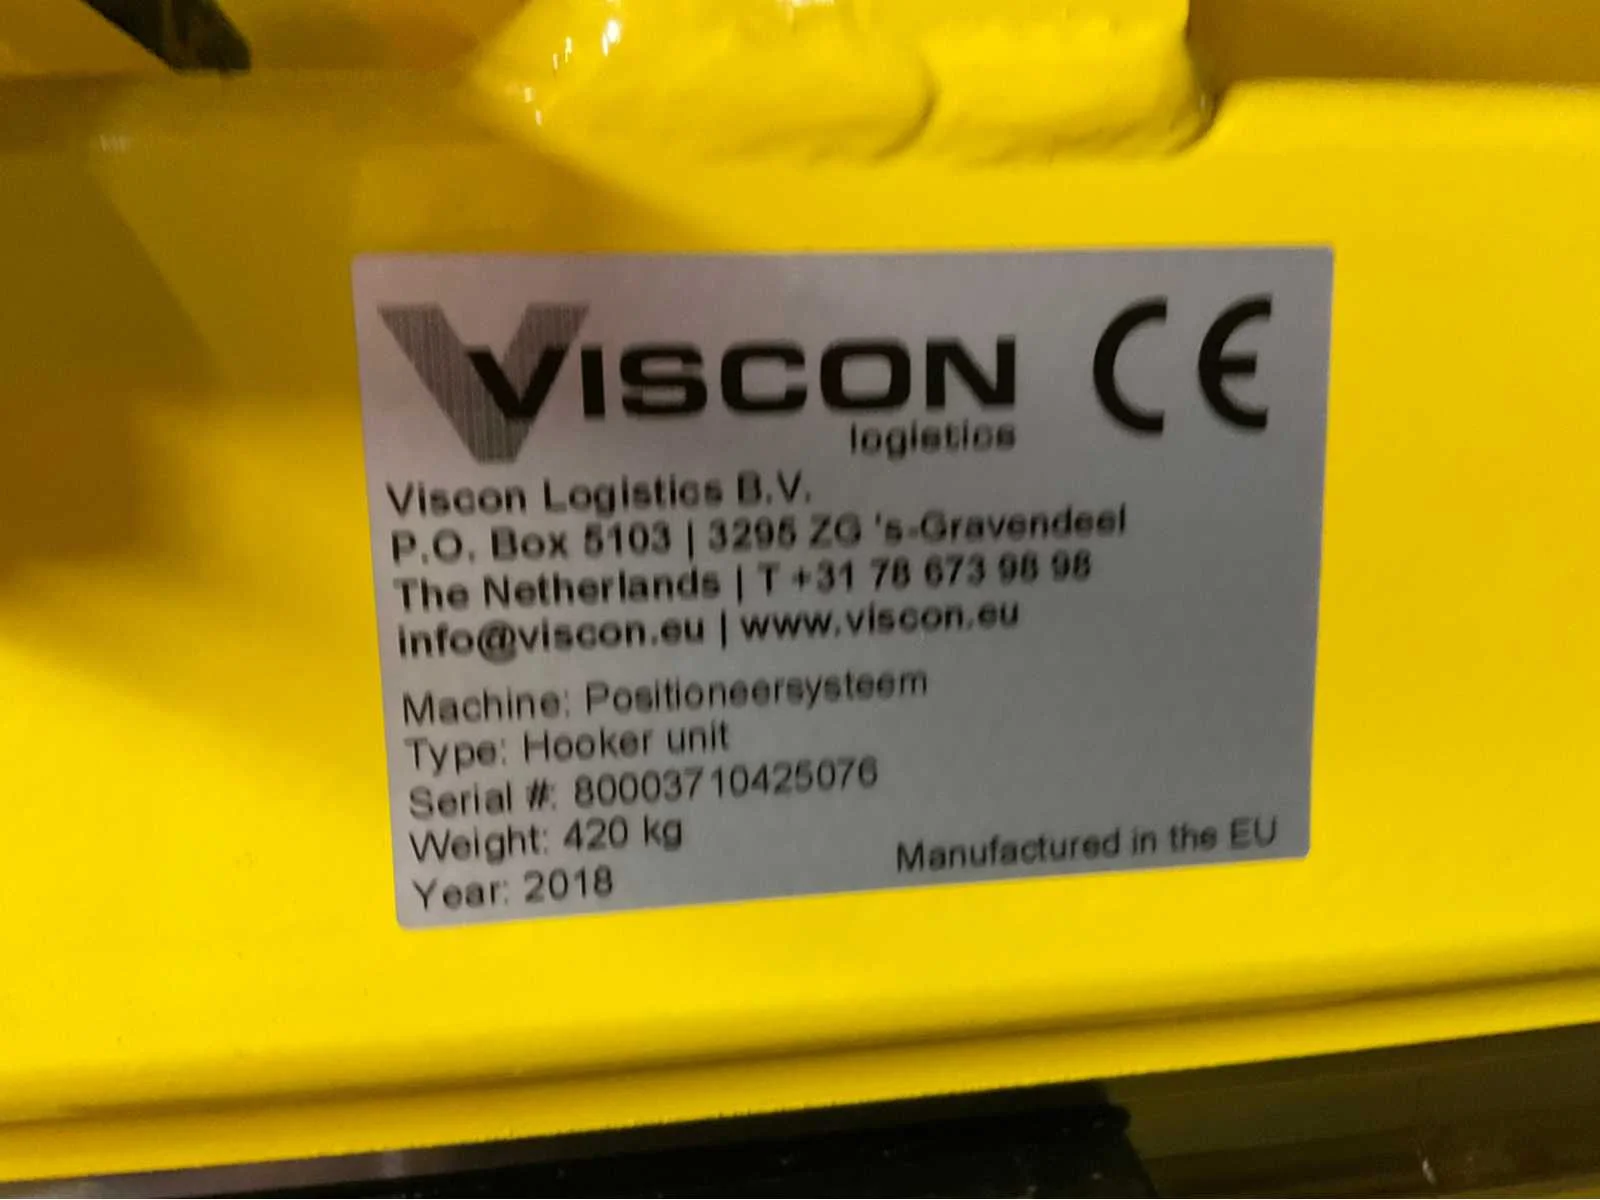 VISCON CE
logistics
Viscon Logistics B.V.
P.O. Box 5103 | 3295 ZG 's-Gravendeel
The Netherlands | T +31 78 673 98 98
info@viscon.eu | www.viscon.eu
Machine: Positioneersysteem
Type: Hooker unit
Serial #: 80003710425076
Weight: 420 kg
Year: 2018
Manufactured in the EU